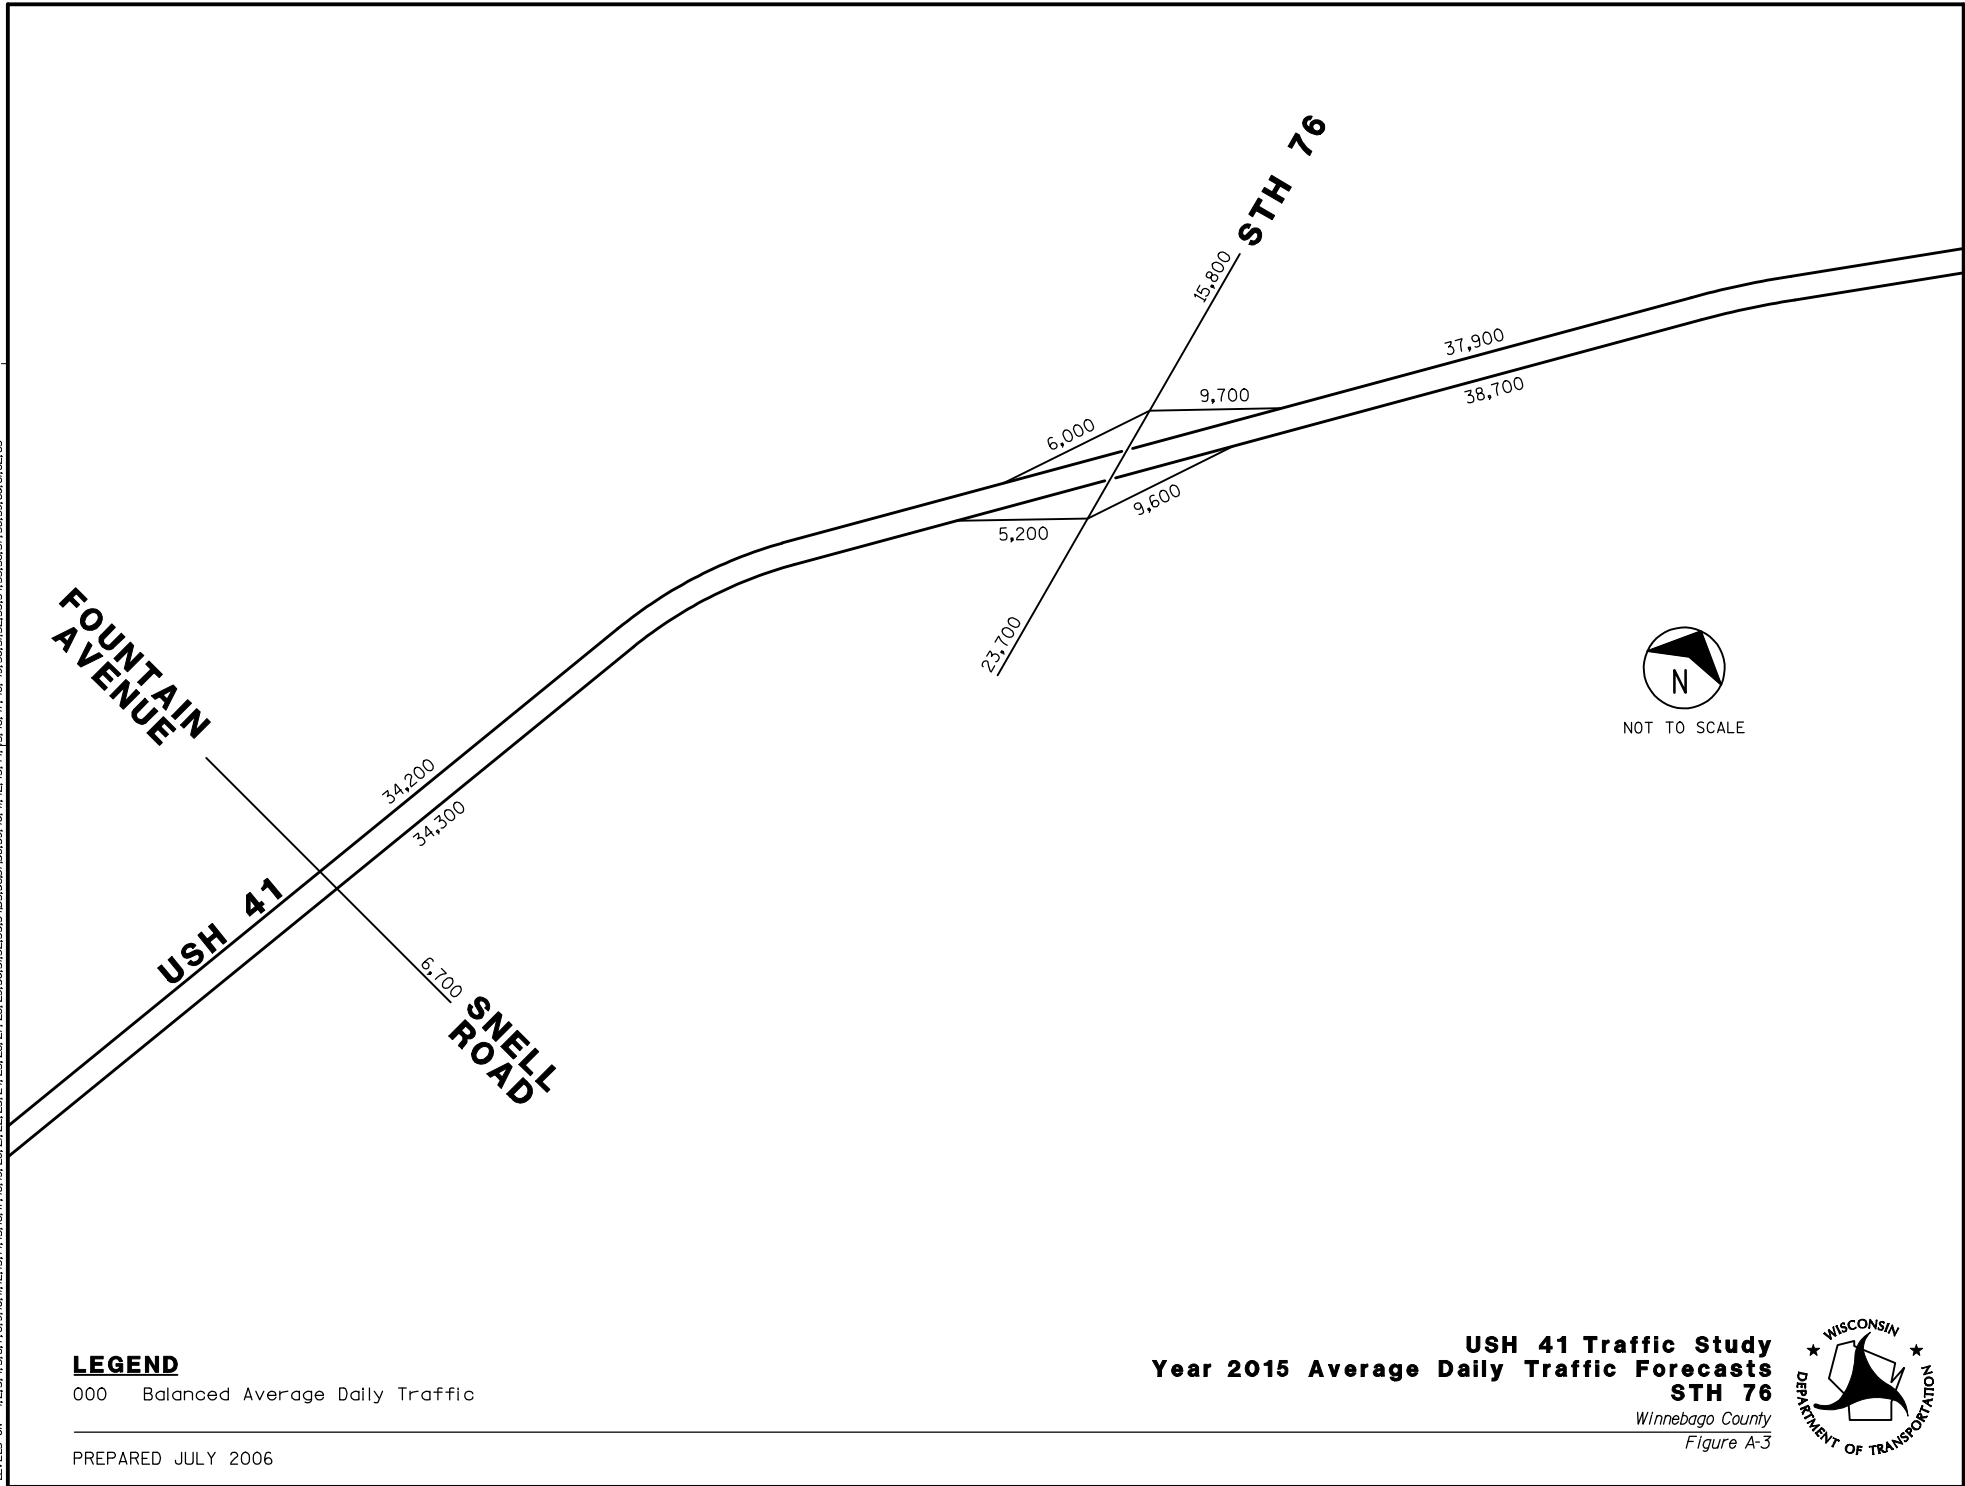 STH 76
15,800
37,900
38,700
9,700
6,000
9,600
5,200
23,700
FOUNTAIN
AVENUE
N
NOT TO SCALE
34,200
34,300
USH 41
6,700
SNELL
ROAD
LEGEND
000 Balanced Average Daily Traffic
PREPARED JULY 2006
USH 41 Traffic Study
Year 2015 Average Daily Traffic Forecasts
STH 76
Winnebago County
Figure A-3
WISCONSIN
DEPARTMENT OF TRANSPORTATION